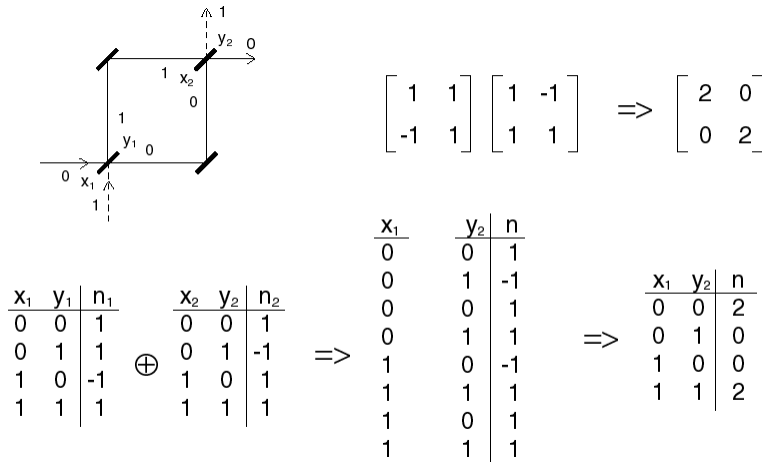 1
y₂ 0
1 x₂
0
1
y₁ 0
0 x₁
1
1 1 1 -1 => 2 0
-1 1 1 1 0 2
x₁ y₁ n₁
0 0 1
0 1 1
1 0 -1
1 1 1
⊕
x₂ y₂ n₂
0 0 1
0 1 -1
1 0 1
1 1 1
=>
x₁ y₂ n
0 0 1
0 1 -1
0 0 1
0 1 1
1 0 -1
1 1 1
1 0 1
1 1 1
=>
x₁ y₂ n
0 0 2
0 1 0
1 0 0
1 1 2